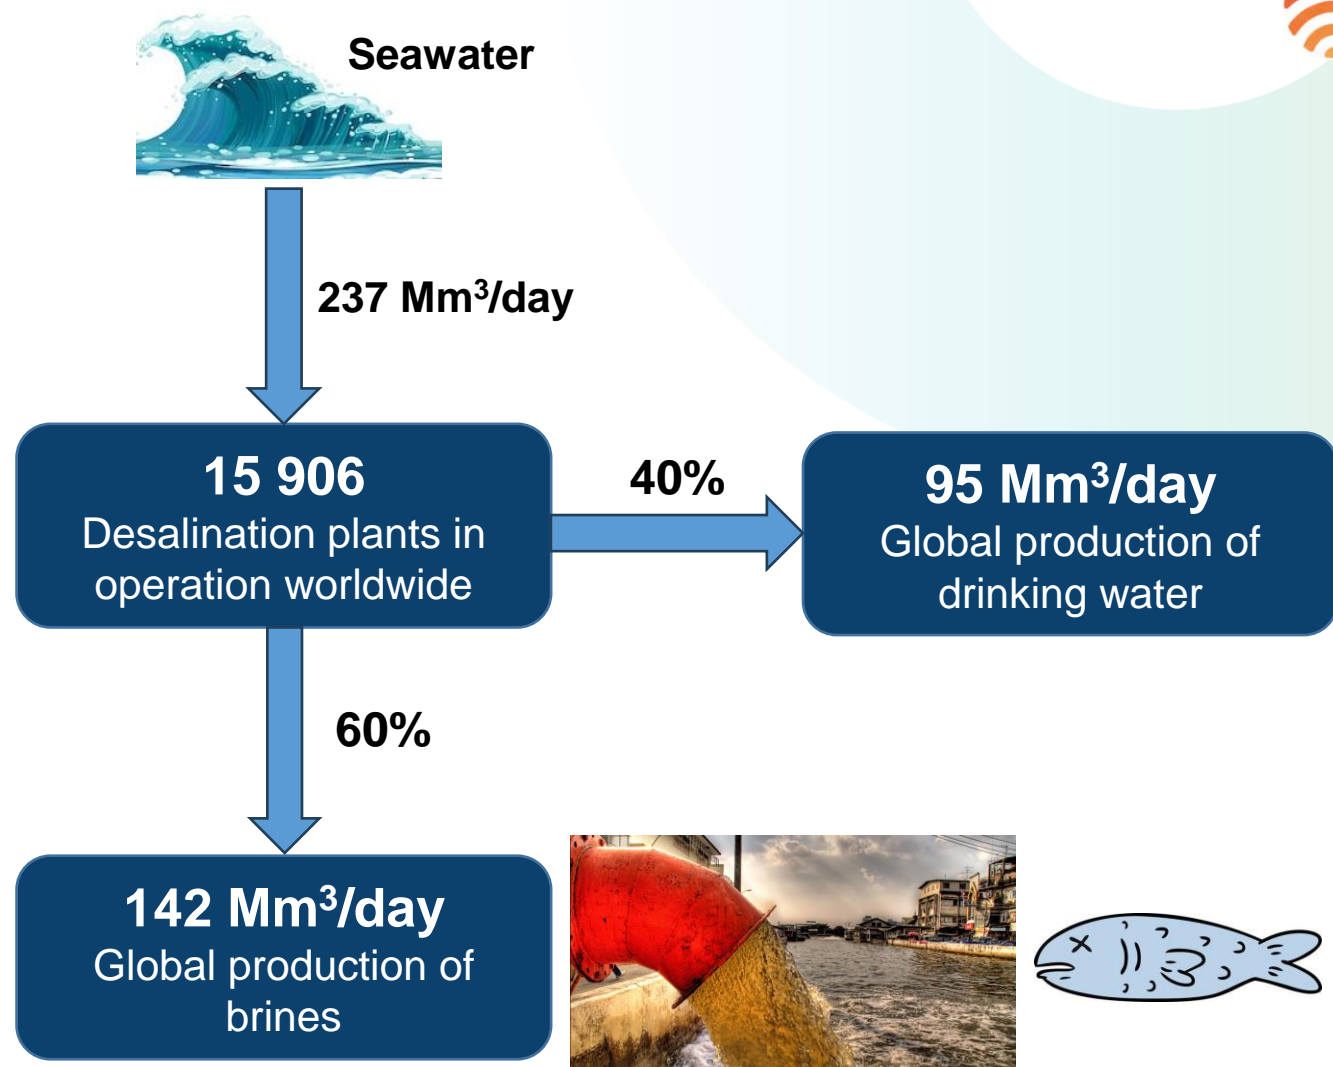 Seawater
237 Mm³/day
15 906
Desalination plants in
operation worldwide
40%
95 Mm³/day
Global production of
drinking water
60%
142 Mm³/day
Global production of
brines